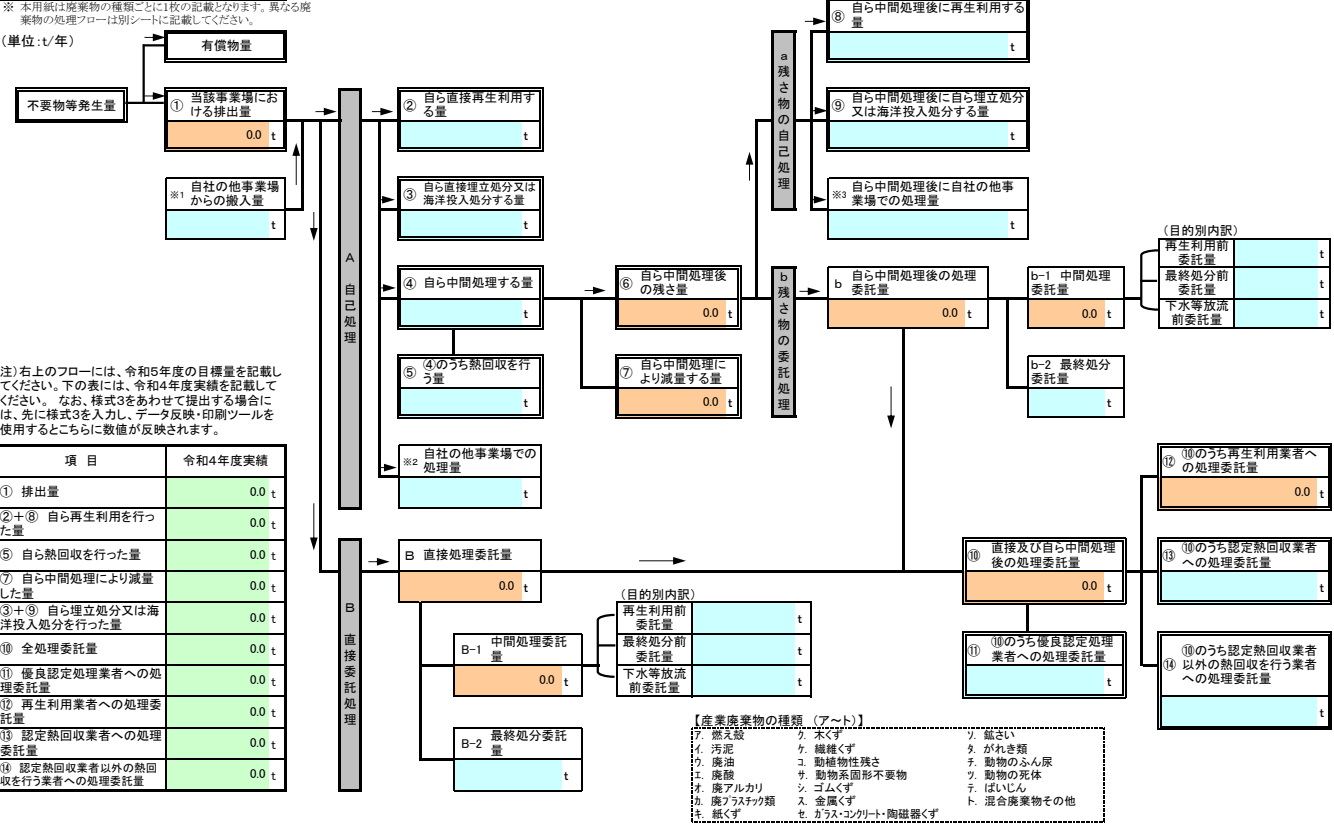 ※ 本用紙は廃棄物の種類ごとに1枚の記載となります。異なる廃
棄物の処理フローは別シートに記載してください。
（単位：t/年）
有償物量
不要物等発生量
① 当該事業場にお
ける排出量
0.0 t
※1 自社の他事業場
からの搬入量
t
A 自己処理
② 自ら直接再生利用す
る量
t
③ 自ら直接埋立処分又は
海洋投入処分する量
t
④ 自ら中間処理する量
t
⑤ ④のうち熱回収を行
う量
t
※2 自社の他事業場での
処理量
t
⑥ 自ら中間処理後
の残さ量
0.0 t
⑦ 自ら中間処理に
より減量する量
0.0 t
a 残さ物の自己処理
⑧ 自ら中間処理後に再生利用する
量
t
⑨ 自ら中間処理後に自ら埋立処分
又は海洋投入処分する量
t
※3 自ら中間処理後に自社の他事
業場での処理量
t
b 残さ物の委託処理
b 自ら中間処理後の処理
委託量
0.0 t
b-1 中間処理
委託量
0.0 t
b-2 最終処分
委託量
t
（目的別内訳）
再生利用前
委託量
t
最終処分前
委託量
t
下水等放流
前委託量
t
注）右上のフローには、令和5年度の目標量を記載し
てください。下の表には、令和4年度実績を記載して
ください。 なお、様式3をあわせて提出する場合に
は、先に様式3を入力し、データ反映・印刷ツールを
使用するとこちらに数値が反映されます。
項 目 令和4年度実績
① 排出量 0.0 t
②＋⑧ 自ら再生利用を行っ
た量 0.0 t
⑤ 自ら熱回収を行った量 0.0 t
⑦ 自ら中間処理により減量
した量 0.0 t
③＋⑨ 自ら埋立処分又は海
洋投入処分を行った量 0.0 t
⑩ 全処理委託量 0.0 t
⑪ 優良認定処理業者への処
理委託量 0.0 t
⑫ 再生利用業者への処理委
託量 0.0 t
⑬ 認定熱回収業者への処理
委託量 0.0 t
⑭ 認定熱回収業者以外の熱回
収を行う業者への処理委託量 0.0 t
B 直接委託処理
B 直接処理委託量
0.0 t
B-1 中間処理委託
量
0.0 t
B-2 最終処分委託
量
t
（目的別内訳）
再生利用前
委託量
t
最終処分前
委託量
t
下水等放流
前委託量
t
⑩ 直接及び自ら中間処理
後の処理委託量
0.0 t
⑪ ⑩のうち優良認定処理
業者への処理委託量
t
⑫ ⑩のうち再生利用業者へ
の処理委託量
0.0 t
⑬ ⑩のうち認定熱回収業者
への処理委託量
t
⑭ ⑩のうち認定熱回収業者
以外の熱回収を行う業者
への処理委託量
t
【産業廃棄物の種類 （ア～ト）】
ア. 燃え殻 ク. 木くず ソ. 鉱さい
イ. 汚泥 ケ. 繊維くず タ. がれき類
ウ. 廃油 コ. 動植物性残さ チ. 動物のふん尿
エ. 廃酸 サ. 動物系固形不要物 ツ. 動物の死体
オ. 廃アルカリ シ. ゴムくず テ. ばいじん
カ. 廃プラスチック類 ス. 金属くず ト. 混合廃棄物その他
キ. 紙くず セ. ガラス・コンクリート・陶磁器くず